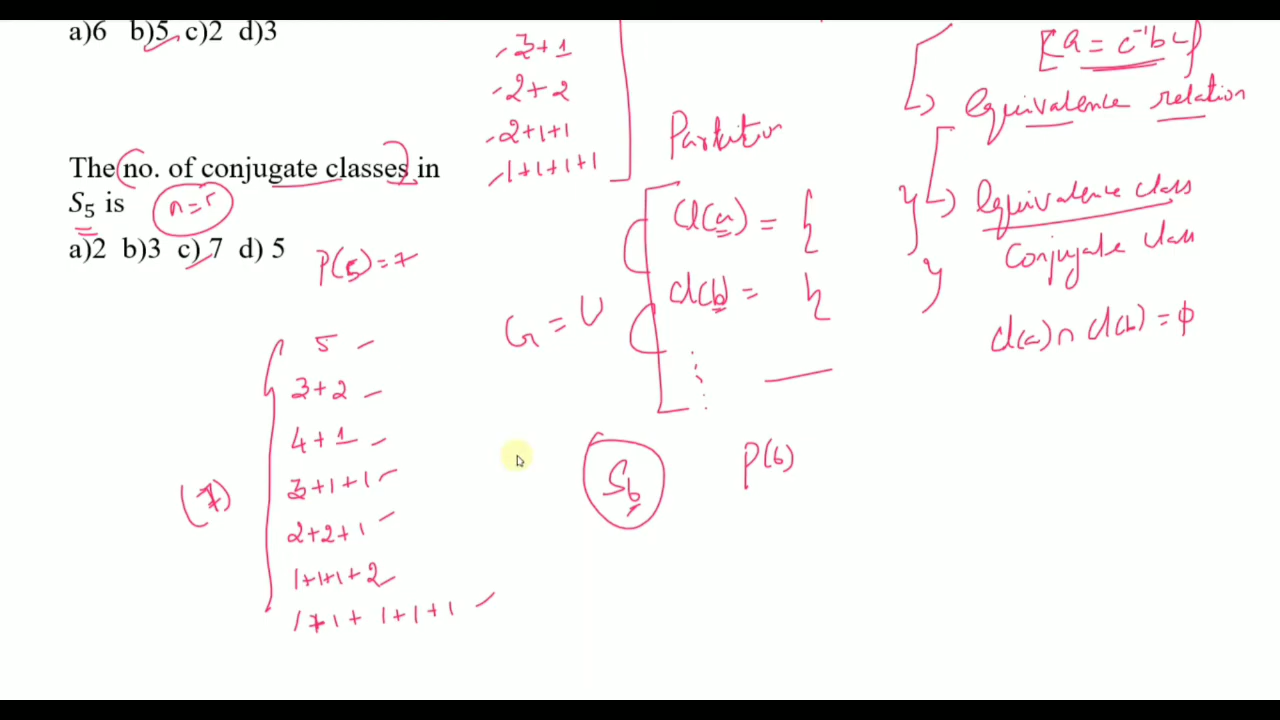 a)6 b)5 c)2 d)3
The no. of conjugate classes in
S₅ is
n=5
a)2 b)3 c) 7 d) 5
P(5)=7
5
3+2
4+1
3+1+1
2+2+1
1+1+1+2
1+1+1+1+1
(7)
3+1
2+2
2+1+1
1+1+1+1
Partition
Cl(a) = {
}
Cl(b) = {
}
G = U
S₆
P(6)
{a = c⁻¹bc}
equivalence relation
Equivalence class
Conjugate class
Cl(a)∩Cl(b) = φ